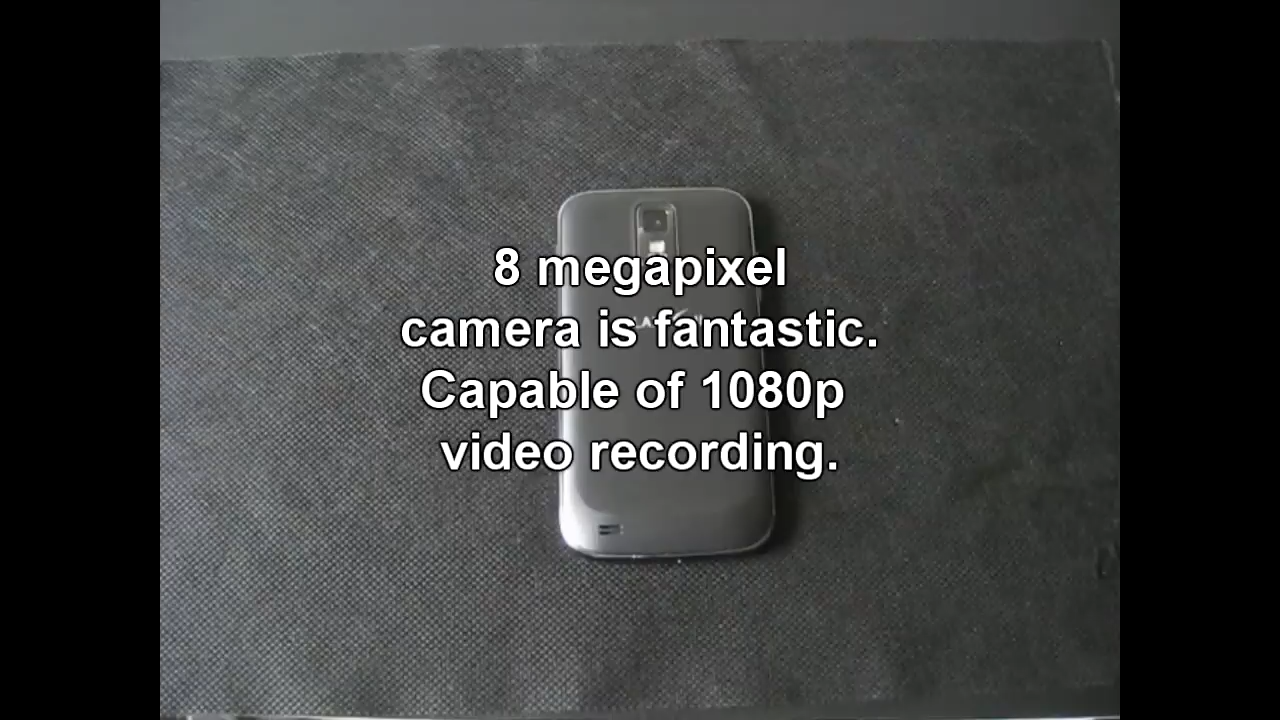 8 megapixel
camera is fantastic.
Capable of 1080p
video recording.